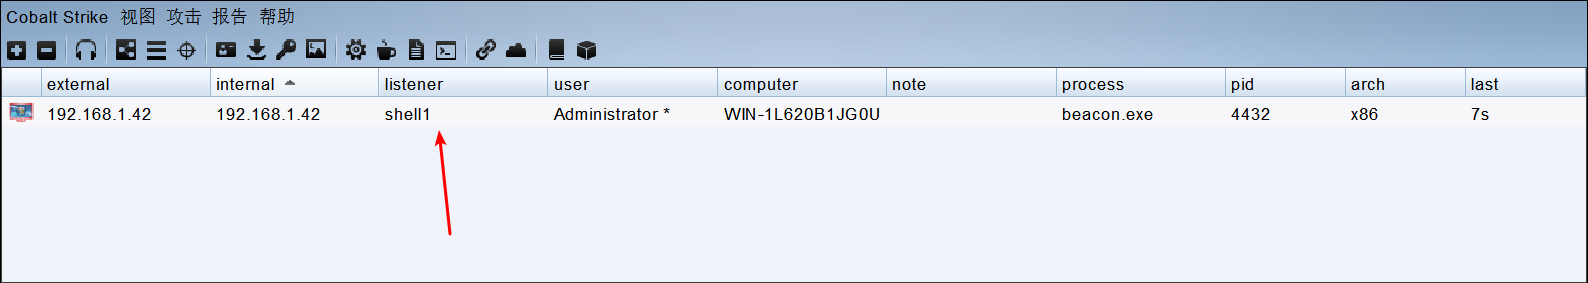 Cobalt Strike 视图 攻击 报告 帮助
external internal listener user computer note process pid arch last
192.168.1.42 192.168.1.42 shell1 Administrator * WIN-1L620B1JG0U beacon.exe 4432 x86 7s